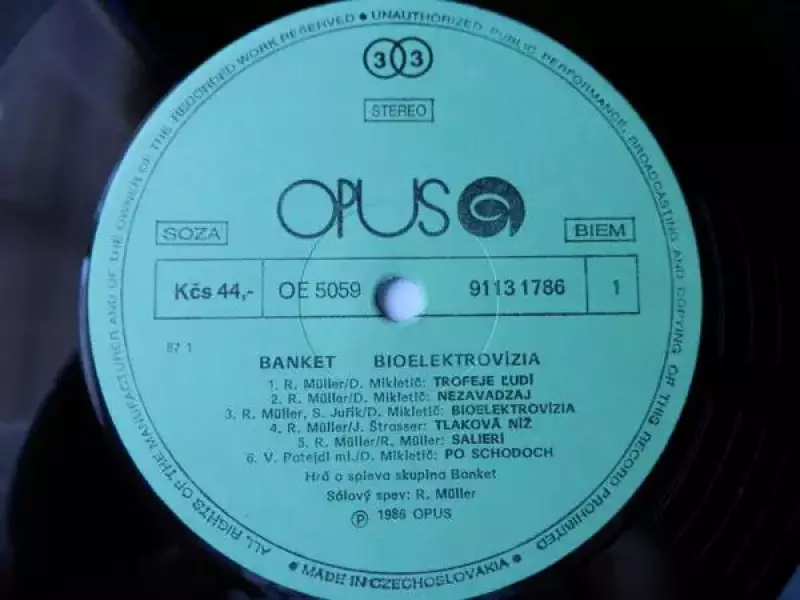 ALL RIGHTS OF THE MANUFACTURER AND OF THE OWNER OF THE RECORDED WORK RESERVED • UNAUTHORIZED PUBLIC PERFORMANCE, BROADCASTING AND COPYING OF THIS RECORD PROHIBITED
33
STEREO
OPUS
SOZA
BIEM
Kčs 44,- OE 5059 9113 1786 1
87 1
BANKET BIOELEKTROVÍZIA
1. R. Müller/D. Mikletič: TROFEJE ĽUDÍ
2. R. Müller/D. Mikletič: NEZAVADZAJ
3. R. Müller, S. Juřík/D. Mikletič: BIOELEKTROVÍZIA
4. R. Müller/J. Štrasser: TLAKOVÁ NÍŽ
5. R. Müller/R. Müller: SALIERI
6. V. Patejdl ml./D. Mikletič: PO SCHODOCH
Hrá a spieva skupina Banket
Sólový spev: R. Müller
Ⓟ 1986 OPUS
• MADE IN CZECHOSLOVAKIA •